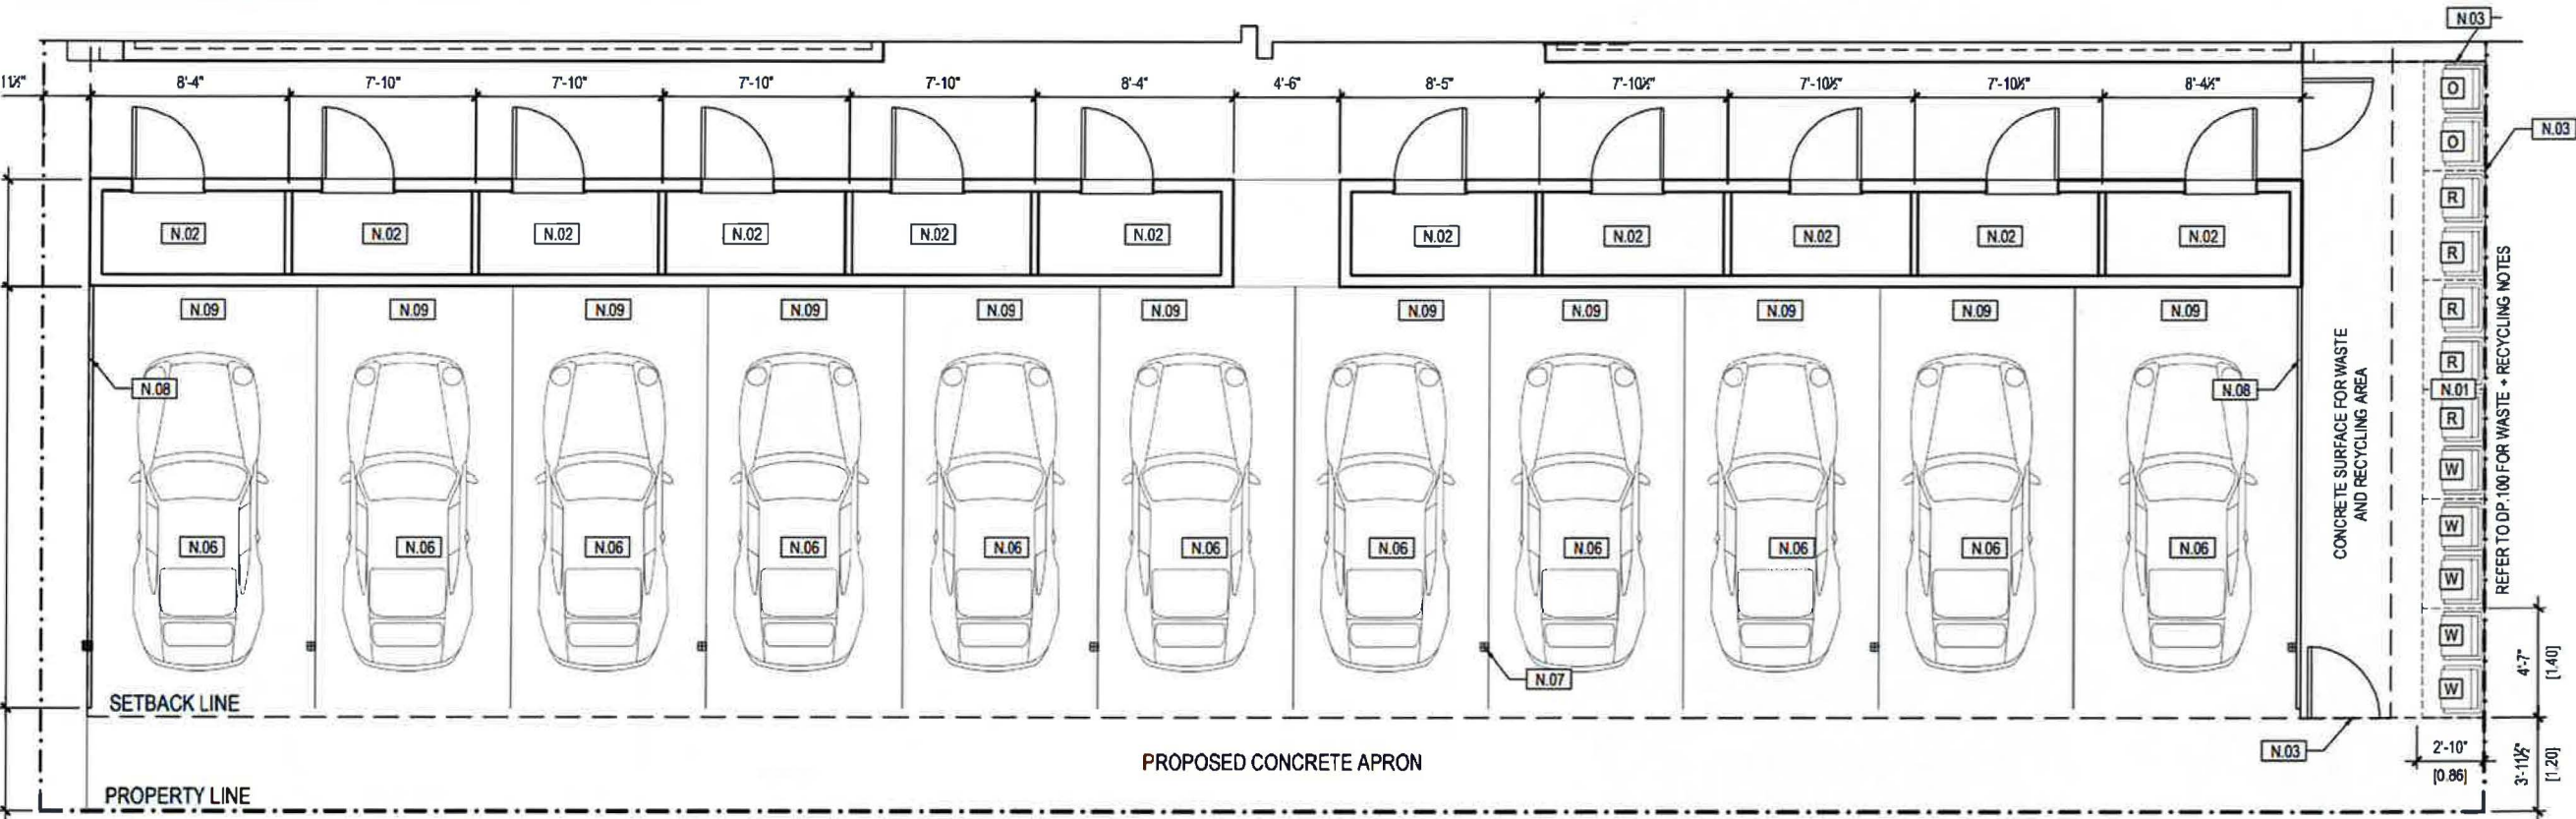 N.03
11½"
8'-4"
7'-10"
7'-10"
7'-10"
7'-10"
8'-4"
4'-6"
8'-5"
7'-10½"
7'-10½"
7'-10½"
8'-4½"
O
N.03
O
R
N.02
N.02
N.02
N.02
N.02
N.02
N.02
N.02
N.02
N.02
N.02
R
N.09
N.09
N.09
N.09
N.09
N.09
N.09
N.09
N.09
N.09
N.09
R
R
N.08
N.08
N.01
R
CONCRETE SURFACE FOR WASTE
AND RECYCLING AREA
REFER TO DP.100 FOR WASTE + RECYCLING NOTES
W
W
N.06
N.06
N.06
N.06
N.06
N.06
N.06
N.06
N.06
N.06
N.06
W
W
4'-7"
[1.40]
N.07
W
SETBACK LINE
N.03
2'-10"
[0.86]
3'-11½"
[1.20]
PROPOSED CONCRETE APRON
PROPERTY LINE